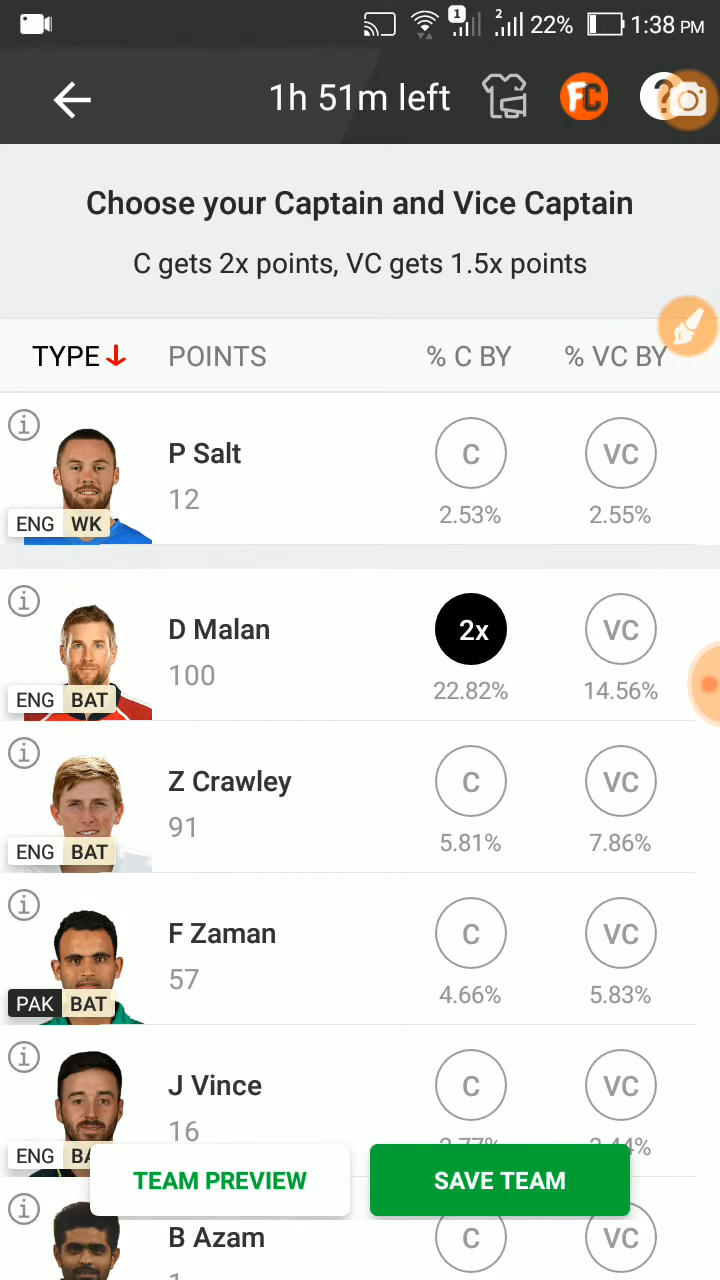 1 2 22% 1:38 PM
1h 51m left FC ?
Choose your Captain and Vice Captain
C gets 2x points, VC gets 1.5x points
TYPE POINTS % C BY % VC BY
i
P Salt C VC
12
ENG WK 2.53% 2.55%
i
D Malan 2x VC
100
ENG BAT 22.82% 14.56%
i
Z Crawley C VC
91
ENG BAT 5.81% 7.86%
i
F Zaman C VC
57
PAK BAT 4.66% 5.83%
i
J Vince C VC
16
ENG
TEAM PREVIEW SAVE TEAM
i
B Azam C VC